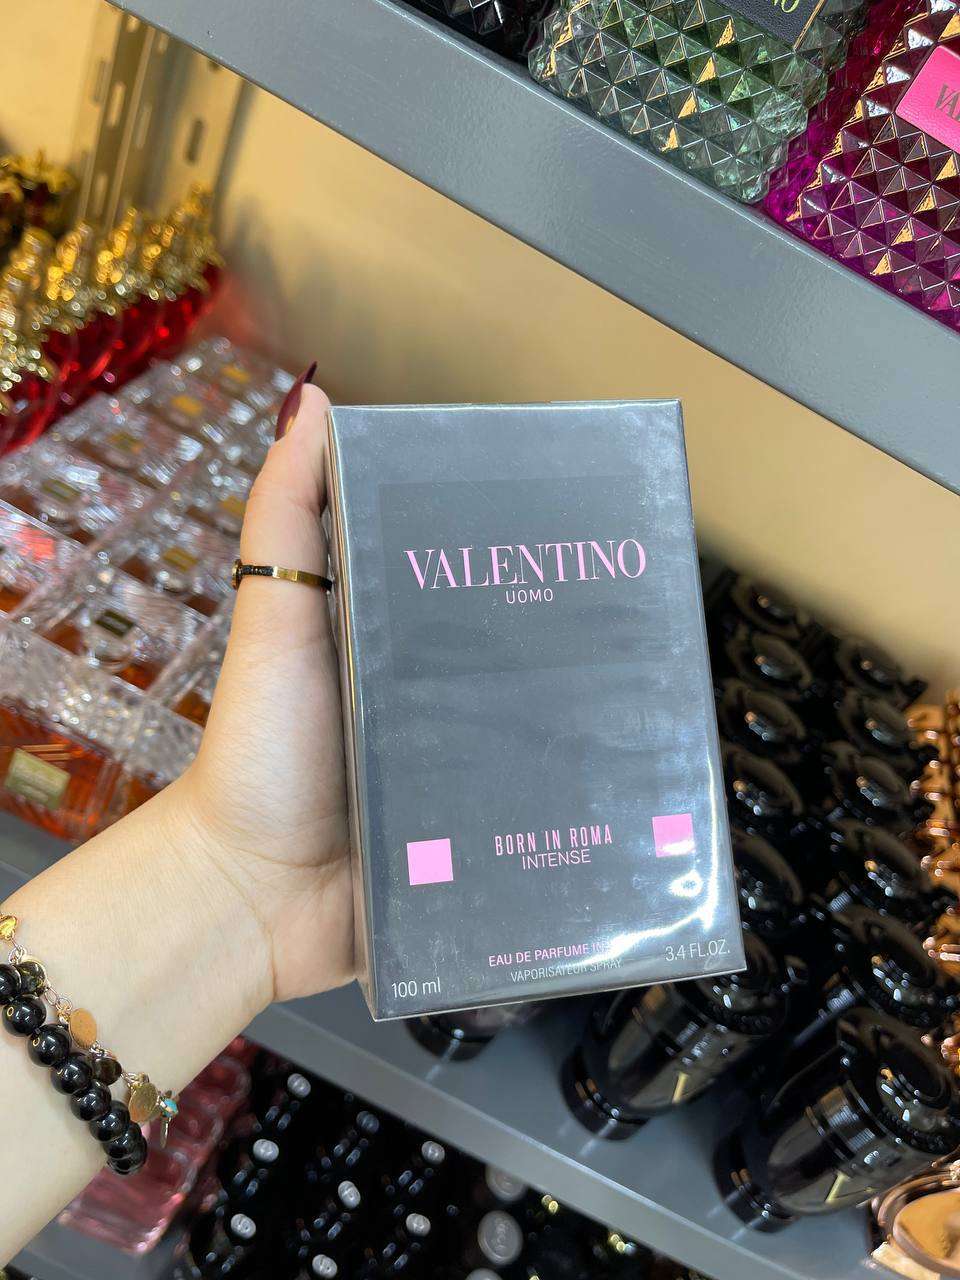 VALENTINO
UOMO
BORN IN ROMA
INTENSE
EAU DE PARFUME
VAPORISATEUR SPRAY
100 ml
3.4 FL.OZ.